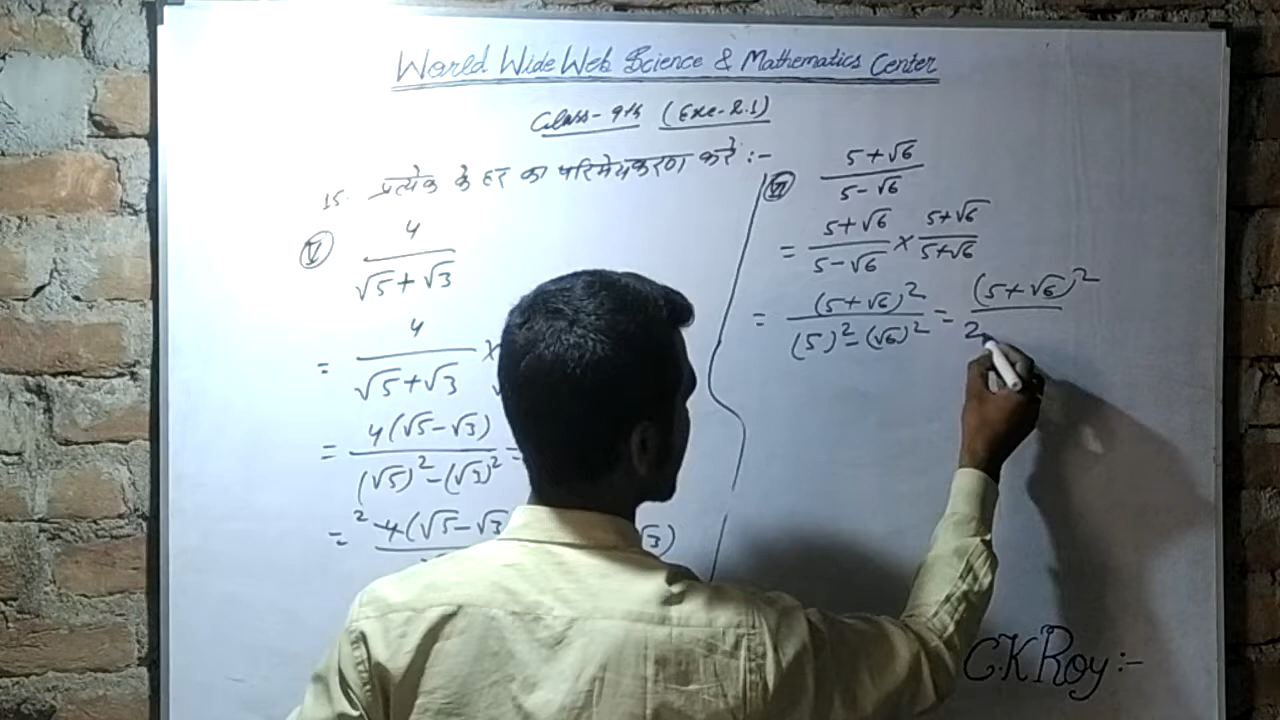 World Wide Web Science & Mathematics Center
Class-9th (Exe-2.1)
15. प्रत्येक के हर का परिमेयकरण करें :-
Ⓥ 4/(√5+√3)
= 4/(√5+√3) ×
= 4(√5-√3)/((√5)²-(√3)²) =
= ² 4(√5-√3 √3)
Ⓥⵊ (5+√6)/(5-√6)
= (5+√6)/(5-√6) × (5+√6)/(5+√6)
= (5+√6)²/((5)²-(√6)²) = (5+√6)²/2
C.K Roy:-